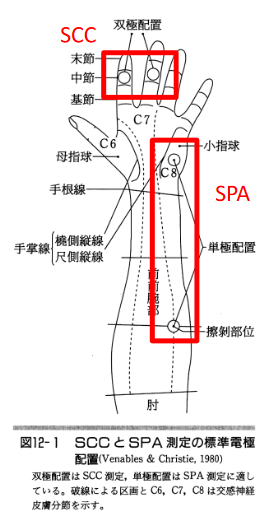 SCC
双極配置
末節
中節
基節
C7
C6
小指球
母指球
C8
SPA
手根線
手掌線
橈側縦線
尺側縦線
単極配置
前前腕部
擦剝部位
肘
図12-1 SCCとSPA測定の標準電極
配置(Venables & Christie, 1980)
双極配置はSCC測定，単極配置はSPA測定に適し
ている。破線による区画とC6，C7，C8は交感神経
皮膚分節を示す。